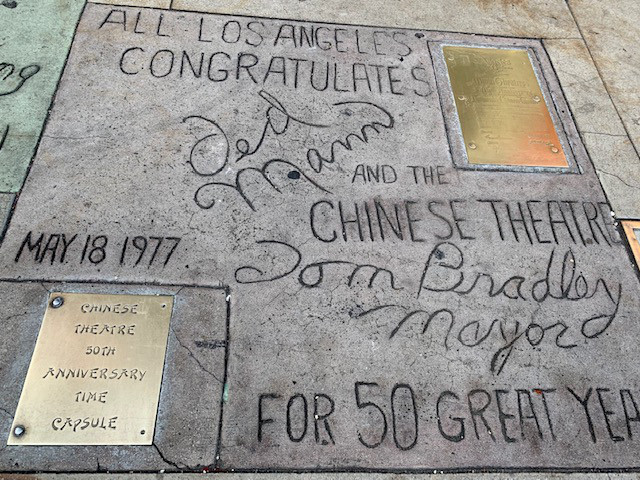 ALL LOS ANGELES
CONGRATULATES
Ted
Mann
AND THE
CHINESE THEATRE
MAY 18 1977
Tom Bradley
Mayor
FOR 50 GREAT YEA
CHINESE
THEATRE
50TH
ANNIVERSARY
TIME
CAPSULE